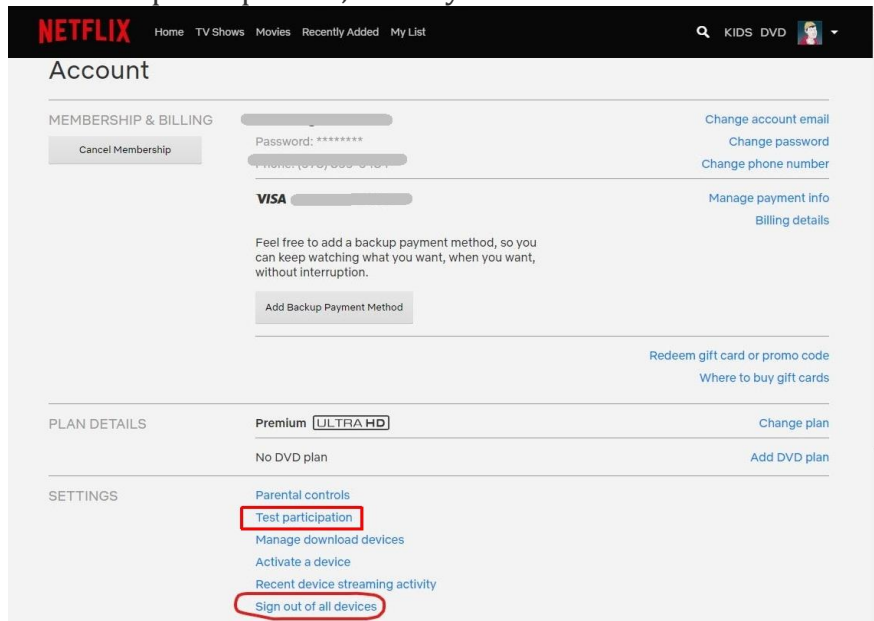 NETFLIX Home TV Shows Movies Recently Added My List KIDS DVD
Account
MEMBERSHIP & BILLING Change account email
Cancel Membership Password: ******** Change password
Change phone number
VISA Manage payment info
Billing details
Feel free to add a backup payment method, so you
can keep watching what you want, when you want,
without interruption.
Add Backup Payment Method
Redeem gift card or promo code
Where to buy gift cards
PLAN DETAILS Premium ULTRA HD Change plan
No DVD plan Add DVD plan
SETTINGS Parental controls
Test participation
Manage download devices
Activate a device
Recent device streaming activity
Sign out of all devices